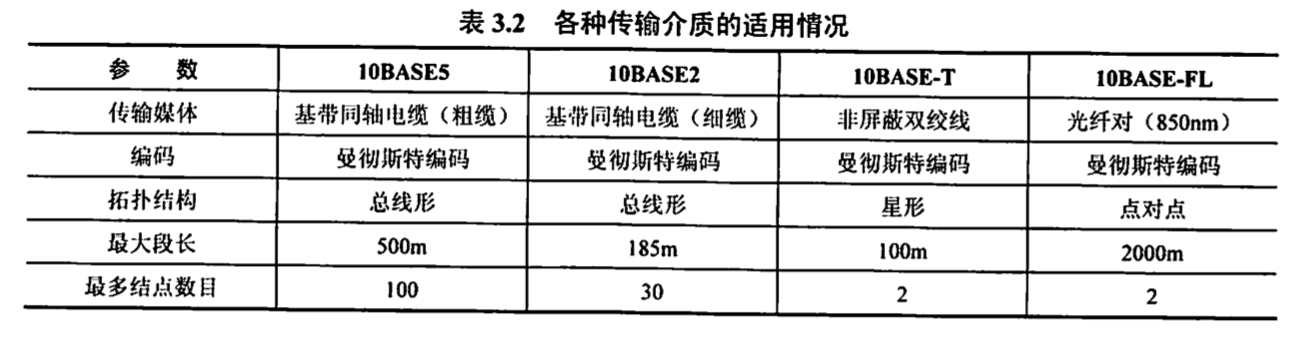 表 3.2 各种传输介质的适用情况
参 数 10BASE5 10BASE2 10BASE-T 10BASE-FL
传输媒体 基带同轴电缆（粗缆） 基带同轴电缆（细缆） 非屏蔽双绞线 光纤对（850nm）
编码 曼彻斯特编码 曼彻斯特编码 曼彻斯特编码 曼彻斯特编码
拓扑结构 总线形 总线形 星形 点对点
最大段长 500m 185m 100m 2000m
最多结点数目 100 30 2 2